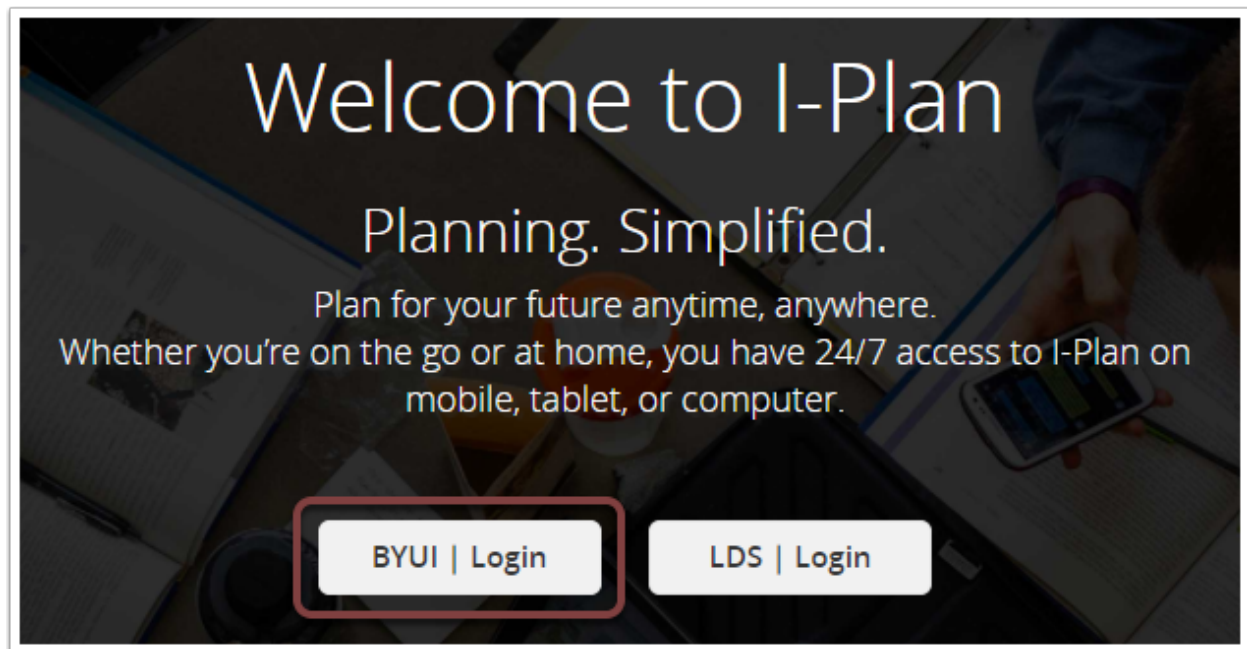 Welcome to I-Plan
Planning. Simplified.
Plan for your future anytime, anywhere.
Whether you’re on the go or at home, you have 24/7 access to I-Plan on
mobile, tablet, or computer.
BYUI | Login
LDS | Login